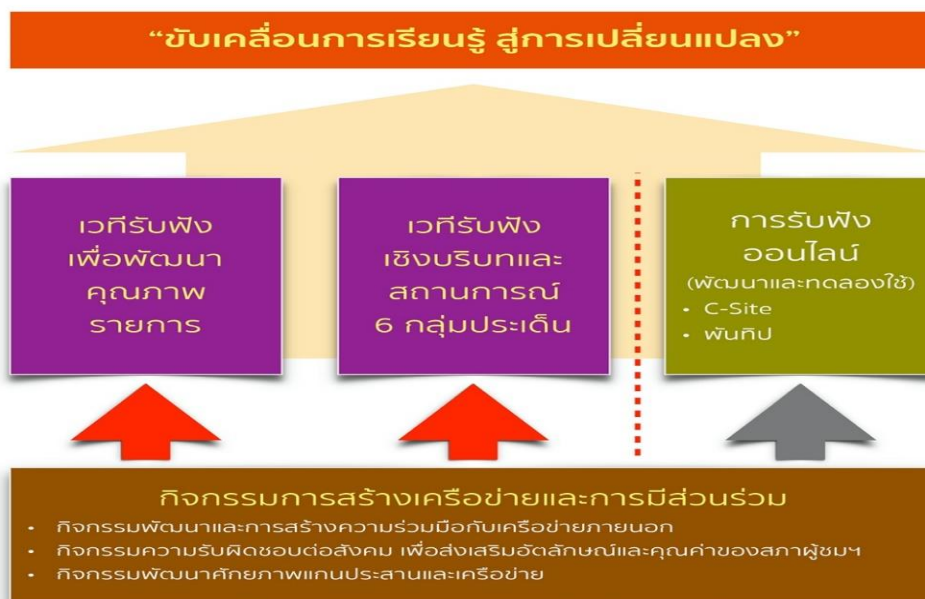 “ขับเคลื่อนการเรียนรู้ สู่การเปลี่ยนแปลง”
เวทีรับฟัง
เพื่อพัฒนา
คุณภาพ
รายการ
เวทีรับฟัง
เชิงบริบทและ
สถานการณ์
6 กลุ่มประเด็น
การรับฟัง
ออนไลน์
(พัฒนาและทดลองใช้)
• C-Site
• พันทิป
กิจกรรมการสร้างเครือข่ายและการมีส่วนร่วม
• กิจกรรมพัฒนาและการสร้างความร่วมมือกับเครือข่ายภายนอก
• กิจกรรมความรับผิดชอบต่อสังคม เพื่อส่งเสริมอัตลักษณ์และคุณค่าของสภาผู้ชมฯ
• กิจกรรมพัฒนาศักยภาพแกนประสานและเครือข่าย